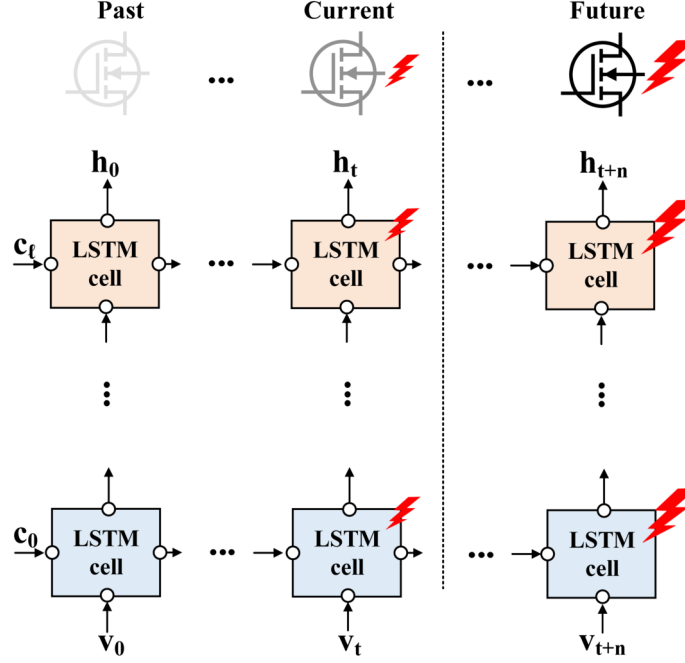 Past Current Future
h0 ht ht+n
cℓ LSTM cell LSTM cell LSTM cell
c0 LSTM cell LSTM cell LSTM cell
v0 vt vt+n